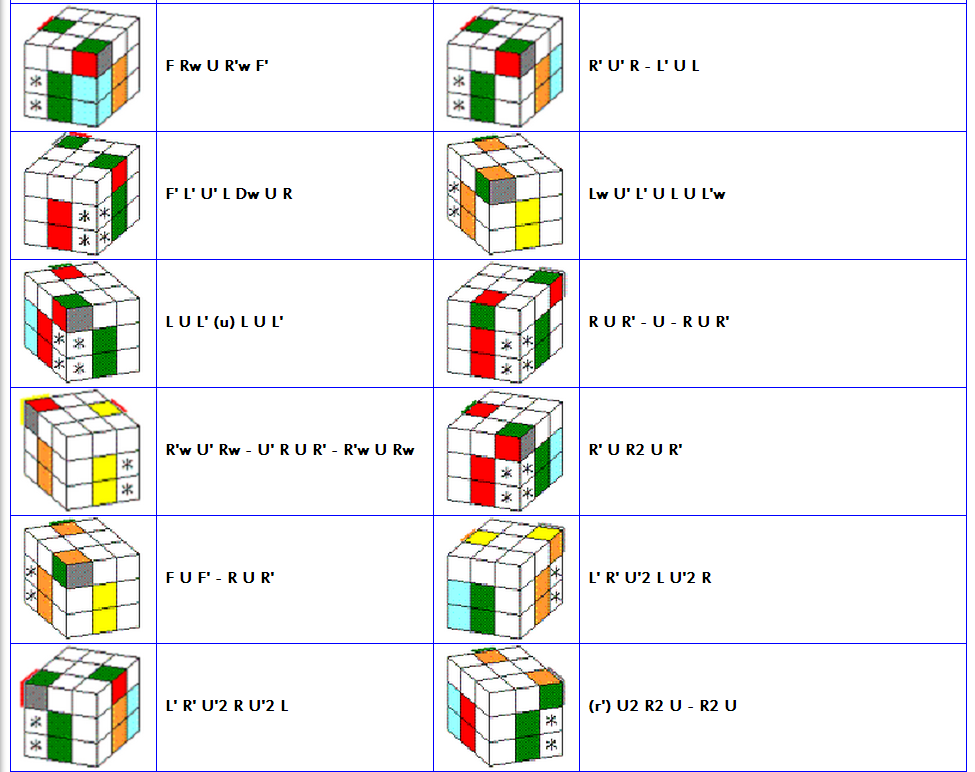 F Rw U R'w F'
R' U' R - L' U L
F' L' U' L Dw U R
Lw U' L' U L U L'w
L U L' (u) L U L'
R U R' - U - R U R'
R'w U' Rw - U' R U R' - R'w U Rw
R' U R2 U R'
F U F' - R U R'
L' R' U'2 L U'2 R
L' R' U'2 R U'2 L
(r') U2 R2 U - R2 U